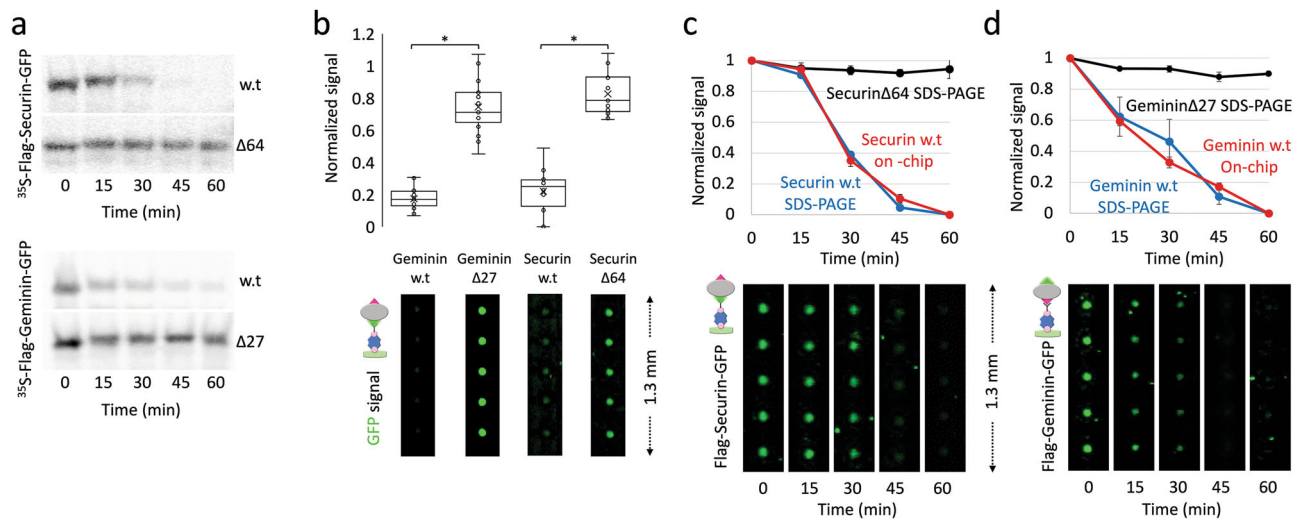 a
³⁵S-Flag-Securin-GFP
w.t
Δ64
0 15 30 45 60
Time (min)
³⁵S-Flag-Geminin-GFP
w.t
Δ27
0 15 30 45 60
Time (min)
b
Normalized signal
1.2
1
0.8
0.6
0.4
0.2
0
*
*
Geminin
w.t
Geminin
Δ27
Securin
w.t
Securin
Δ64
GFP signal
1.3 mm
c
Normalized signal
1
0.8
0.6
0.4
0.2
0
SecurinΔ64 SDS-PAGE
Securin w.t
on -chip
Securin w.t
SDS-PAGE
0 15 30 45 60
Time (min)
Flag-Securin-GFP
1.3 mm
0 15 30 45 60
Time (min)
d
Normalized signal
1
0.8
0.6
0.4
0.2
0
GemininΔ27 SDS-PAGE
Geminin w.t
On-chip
Geminin w.t
SDS-PAGE
0 15 30 45 60
Time (min)
Flag-Geminin-GFP
0 15 30 45 60
Time (min)